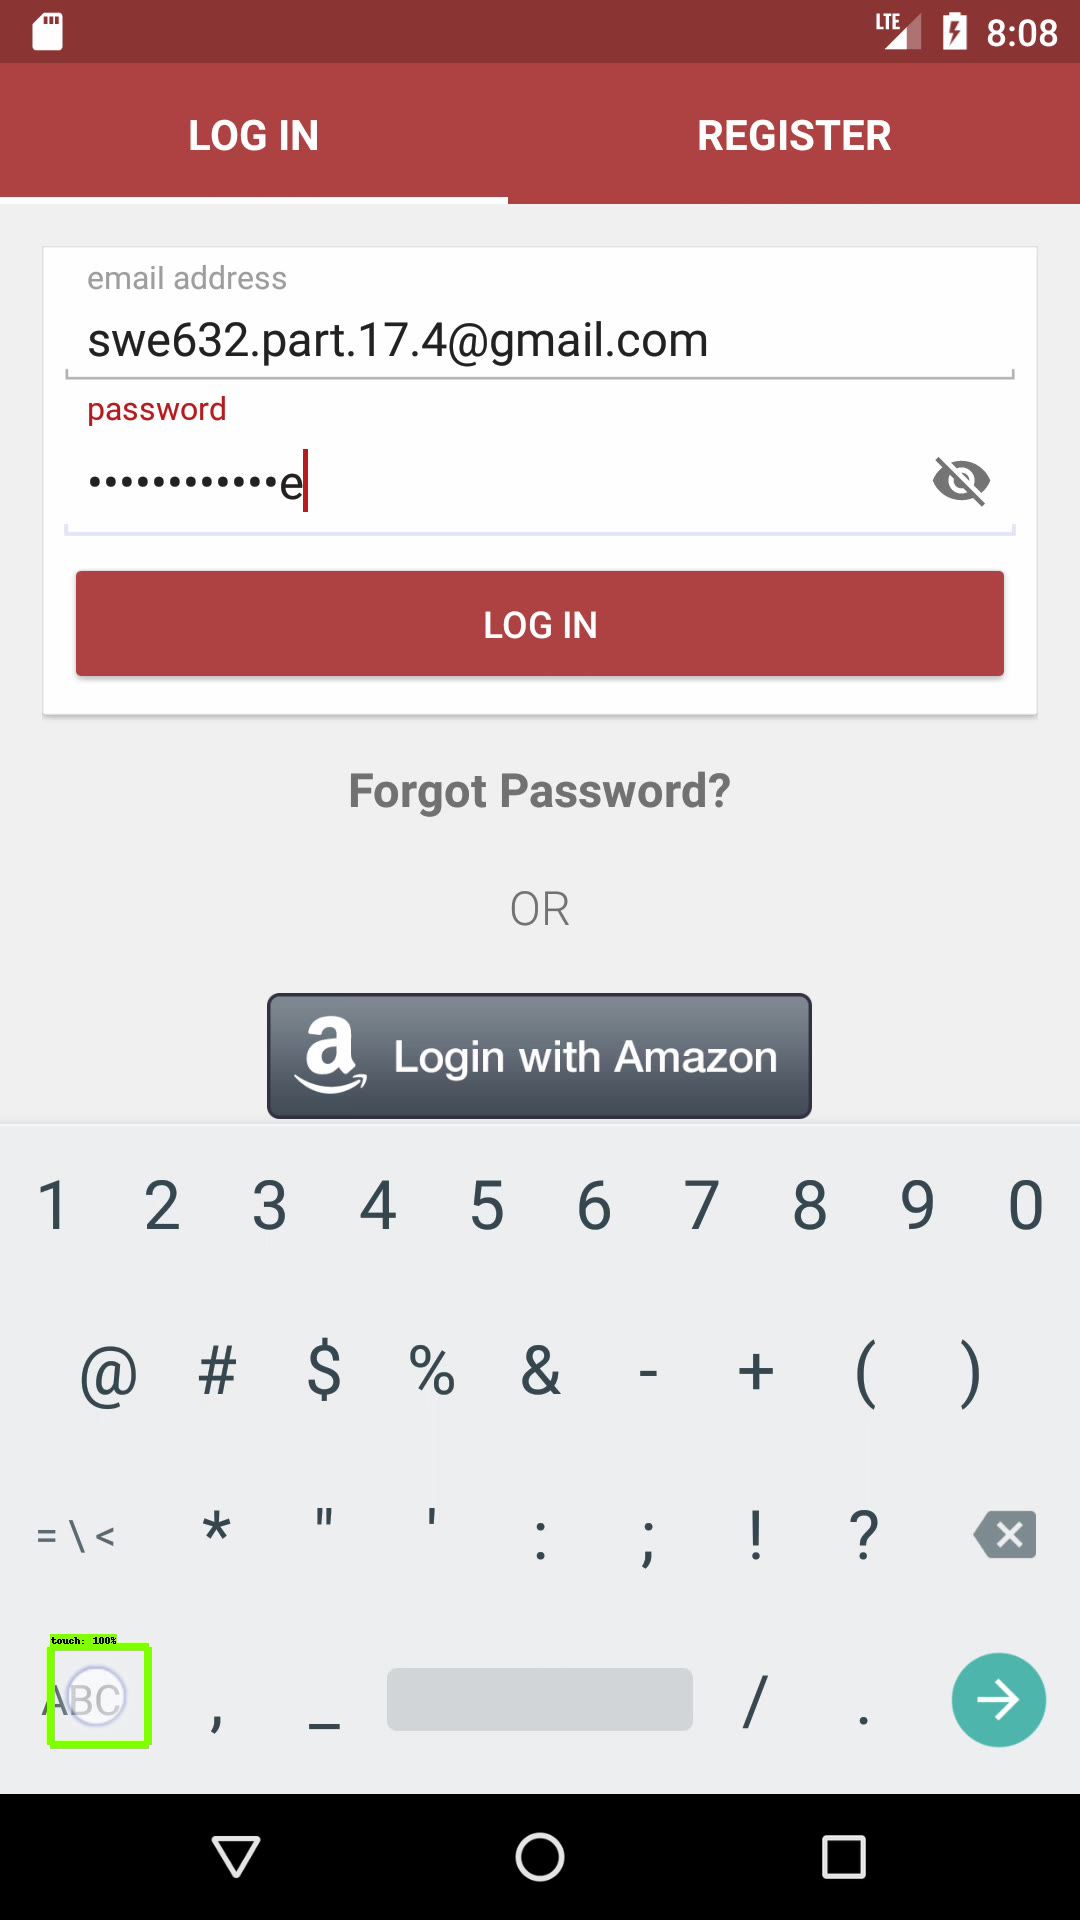 LTE 8:08
LOG IN REGISTER
email address
swe632.part.17.4@gmail.com
password
••••••••••••e
LOG IN
Forgot Password?
OR
a Login with Amazon
1 2 3 4 5 6 7 8 9 0
@ # $ % & - + ( )
= \ < * " ' : ; ! ?
touch: 100%
ABC , _ / .